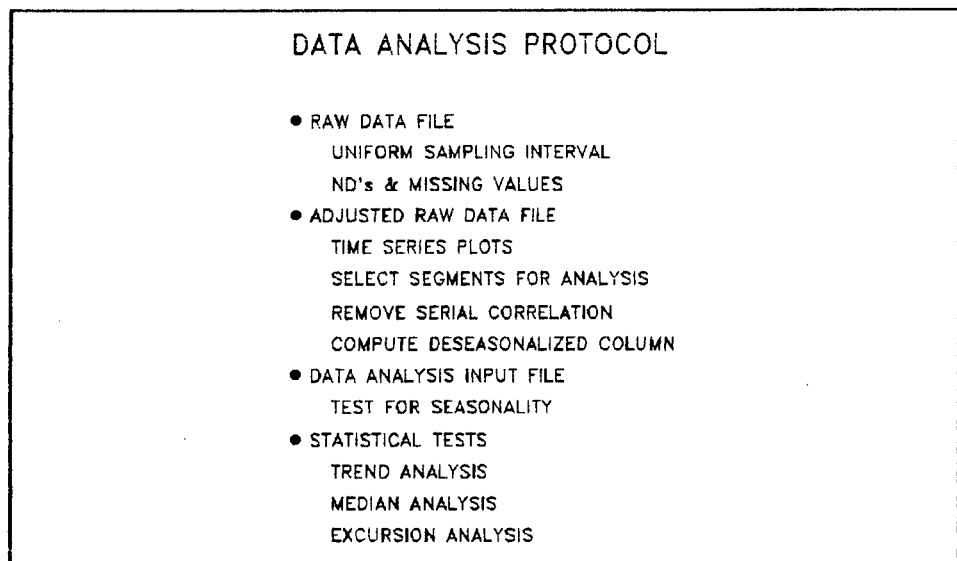 DATA ANALYSIS PROTOCOL
● RAW DATA FILE
UNIFORM SAMPLING INTERVAL
ND's & MISSING VALUES
● ADJUSTED RAW DATA FILE
TIME SERIES PLOTS
SELECT SEGMENTS FOR ANALYSIS
REMOVE SERIAL CORRELATION
COMPUTE DESEASONALIZED COLUMN
● DATA ANALYSIS INPUT FILE
TEST FOR SEASONALITY
● STATISTICAL TESTS
TREND ANALYSIS
MEDIAN ANALYSIS
EXCURSION ANALYSIS